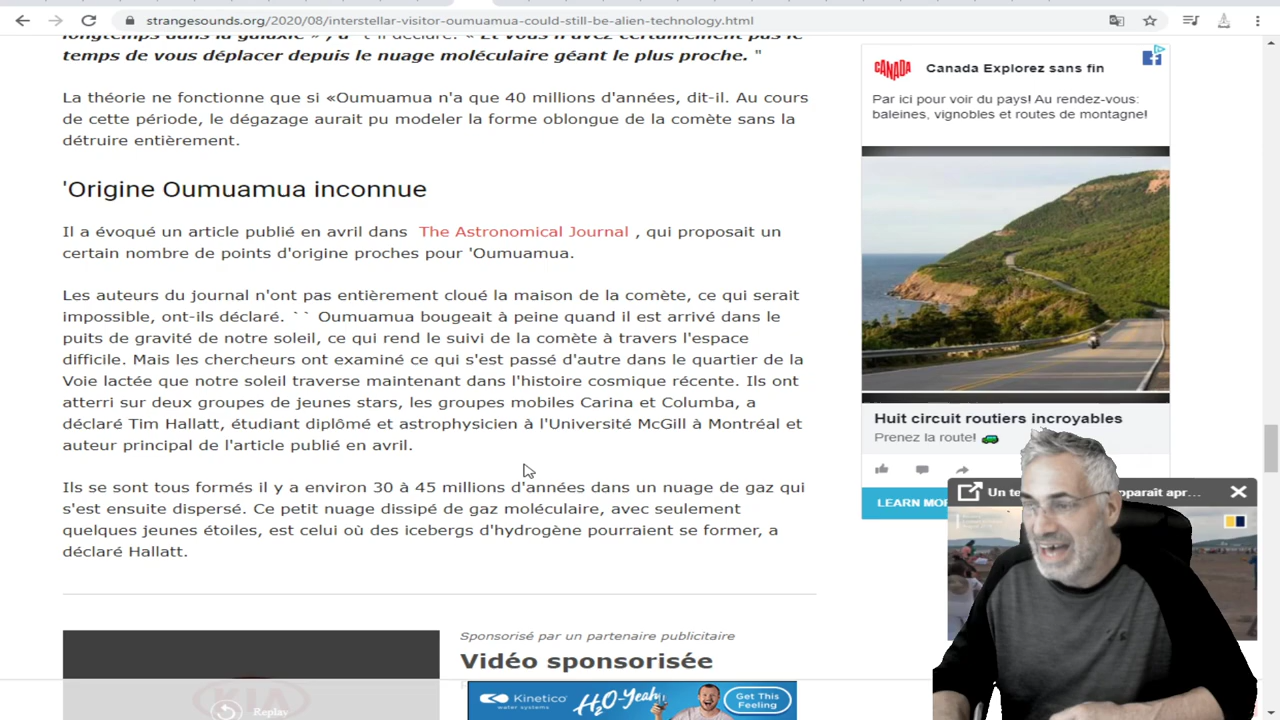 strangesounds.org/2020/08/interstellar-visitor-oumuamua-could-still-be-alien-technology.html
longtemps dans la galaxie » , a t-il déclaré. « Et vous n'avez certainement pas le
temps de vous déplacer depuis le nuage moléculaire géant le plus proche. "
La théorie ne fonctionne que si «Oumuamua n'a que 40 millions d'années, dit-il. Au cours
de cette période, le dégazage aurait pu modeler la forme oblongue de la comète sans la
détruire entièrement.
'Origine Oumuamua inconnue
Il a évoqué un article publié en avril dans The Astronomical Journal , qui proposait un
certain nombre de points d'origine proches pour 'Oumuamua.
Les auteurs du journal n'ont pas entièrement cloué la maison de la comète, ce qui serait
impossible, ont-ils déclaré. `` Oumuamua bougeait à peine quand il est arrivé dans le
puits de gravité de notre soleil, ce qui rend le suivi de la comète à travers l'espace
difficile. Mais les chercheurs ont examiné ce qui s'est passé d'autre dans le quartier de la
Voie lactée que notre soleil traverse maintenant dans l'histoire cosmique récente. Ils ont
atterri sur deux groupes de jeunes stars, les groupes mobiles Carina et Columba, a
déclaré Tim Hallatt, étudiant diplômé et astrophysicien à l'Université McGill à Montréal et
auteur principal de l'article publié en avril.
Ils se sont tous formés il y a environ 30 à 45 millions d'années dans un nuage de gaz qui
s'est ensuite dispersé. Ce petit nuage dissipé de gaz moléculaire, avec seulement
quelques jeunes étoiles, est celui où des icebergs d'hydrogène pourraient se former, a
déclaré Hallatt.
Sponsorisé par un partenaire publicitaire
Vidéo sponsorisée
KIA
Replay
Kinetico
water systems
H2O-Yeah
Get This
Feeling
CANADA
Canada Explorez sans fin
Par ici pour voir du pays! Au rendez-vous:
baleines, vignobles et routes de montagne!
Huit circuit routiers incroyables
Prenez la route!
LEARN MO
Un te
paraît apr...